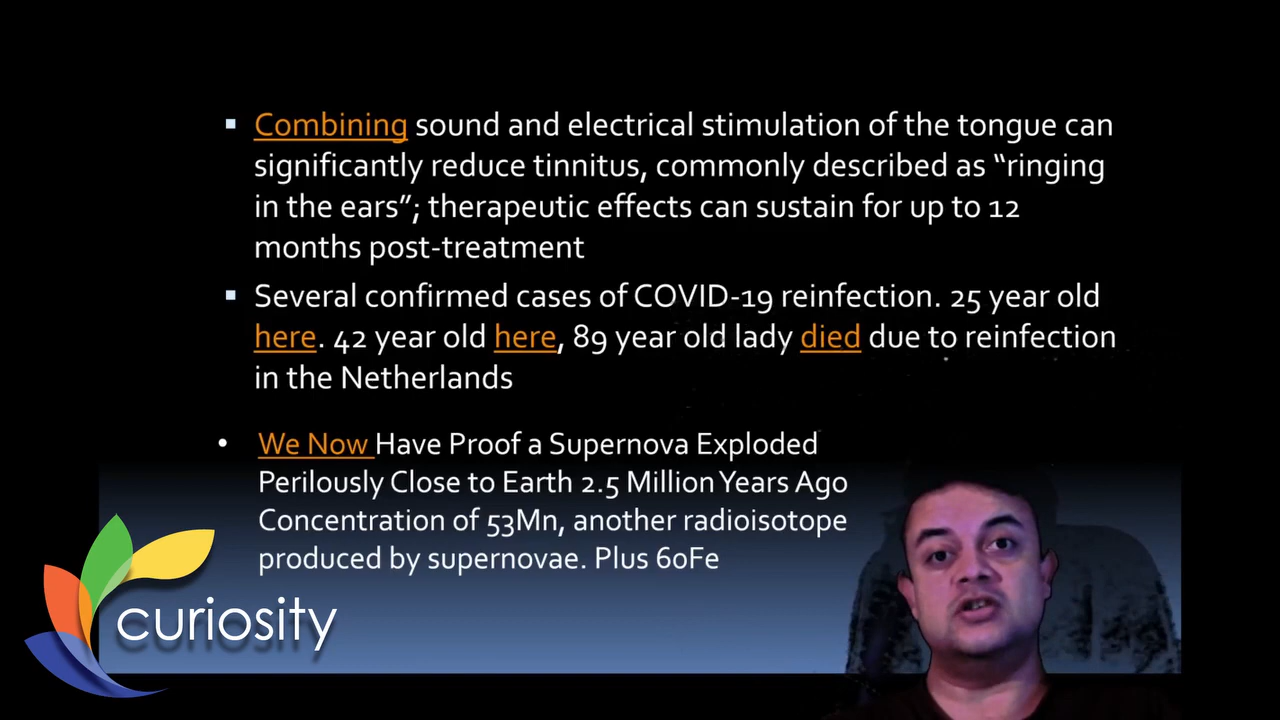 Combining sound and electrical stimulation of the tongue can
significantly reduce tinnitus, commonly described as “ringing
in the ears”; therapeutic effects can sustain for up to 12
months post-treatment
Several confirmed cases of COVID-19 reinfection. 25 year old
here. 42 year old here, 89 year old lady died due to reinfection
in the Netherlands
We Now Have Proof a Supernova Exploded
Perilously Close to Earth 2.5 Million Years Ago
Concentration of 53Mn, another radioisotope
produced by supernovae. Plus 60Fe
curiosity